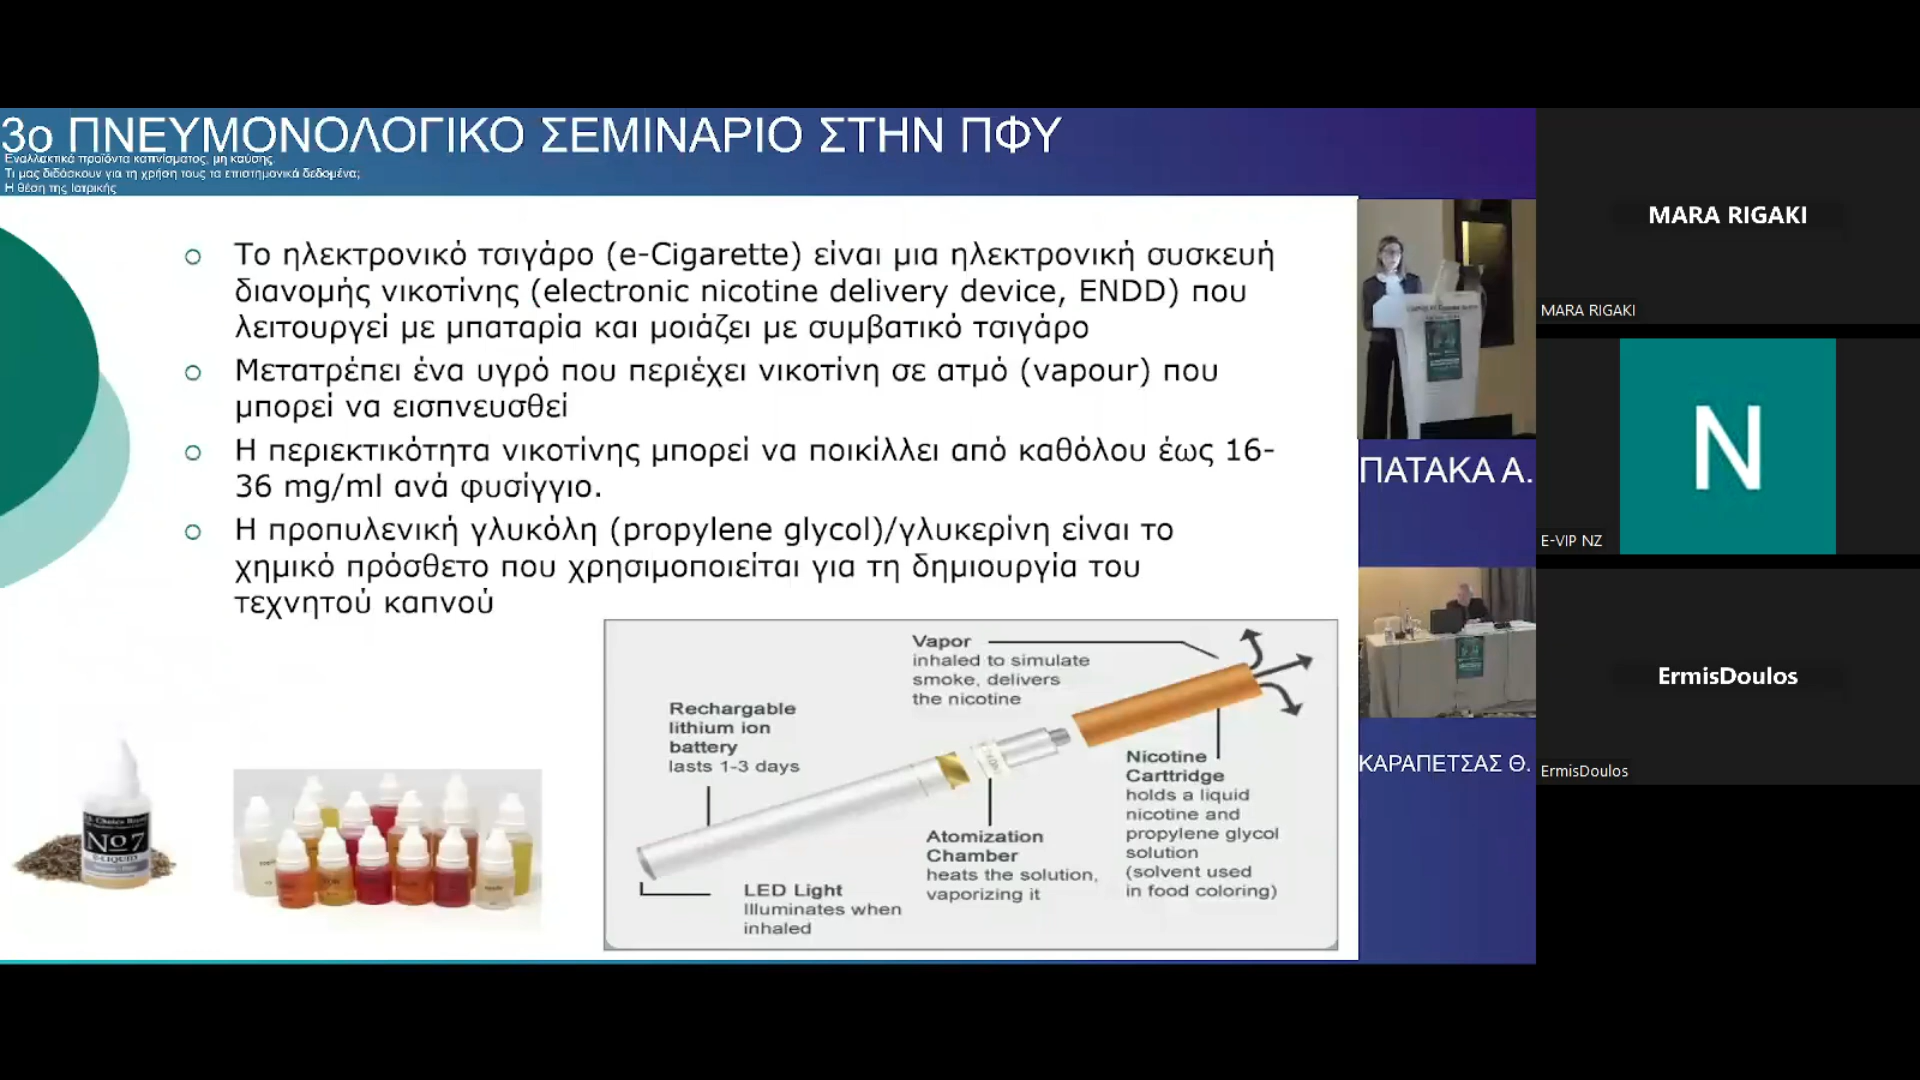 3ο ΠΝΕΥΜΟΝΟΛΟΓΙΚΟ ΣΕΜΙΝΑΡΙΟ ΣΤΗΝ ΠΦΥ
Εναλλακτικά προϊόντα καπνίσματος, μη καύσης.
Τι μας διδάσκουν για τη χρήση τους τα επιστημονικά δεδομένα;
Η θέση της Ιατρικής
Το ηλεκτρονικό τσιγάρο (e-Cigarette) είναι μια ηλεκτρονική συσκευή
διανομής νικοτίνης (electronic nicotine delivery device, ENDD) που
λειτουργεί με μπαταρία και μοιάζει με συμβατικό τσιγάρο
Μετατρέπει ένα υγρό που περιέχει νικοτίνη σε ατμό (vapour) που
μπορεί να εισπνευσθεί
Η περιεκτικότητα νικοτίνης μπορεί να ποικίλλει από καθόλου έως 16-
36 mg/ml ανά φυσίγγιο.
Η προπυλενική γλυκόλη (propylene glycol)/γλυκερίνη είναι το
χημικό πρόσθετο που χρησιμοποιείται για τη δημιουργία του
τεχνητού καπνού
Vapor
inhaled to simulate
smoke, delivers
the nicotine
Rechargable
lithium ion
battery
lasts 1-3 days
Nicotine
Carttridge
holds a liquid
nicotine and
propylene glycol
solution
(solvent used
in food coloring)
Atomization
Chamber
heats the solution,
vaporizing it
LED Light
Illuminates when
inhaled
No 7
E-LIQUID
ΠΑΤΑΚΑ Α.
ΚΑΡΑΠΕΤΣΑΣ Θ.
MARA RIGAKI
MARA RIGAKI
N
E-VIP NZ
ErmisDoulos
ErmisDoulos